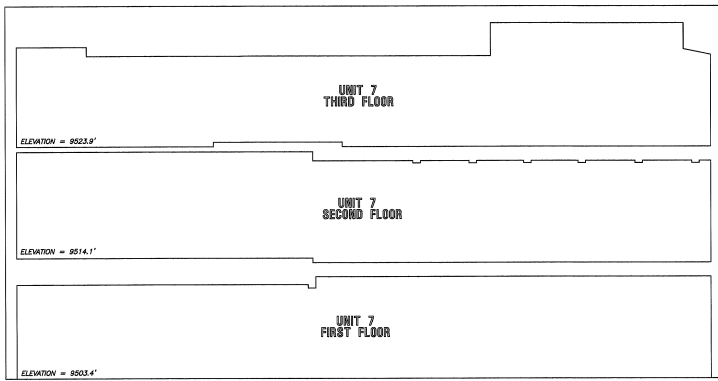 UNIT 7
THIRD FLOOR
ELEVATION = 9523.9'
UNIT 7
SECOND FLOOR
ELEVATION = 9514.1'
UNIT 7
FIRST FLOOR
ELEVATION = 9503.4'